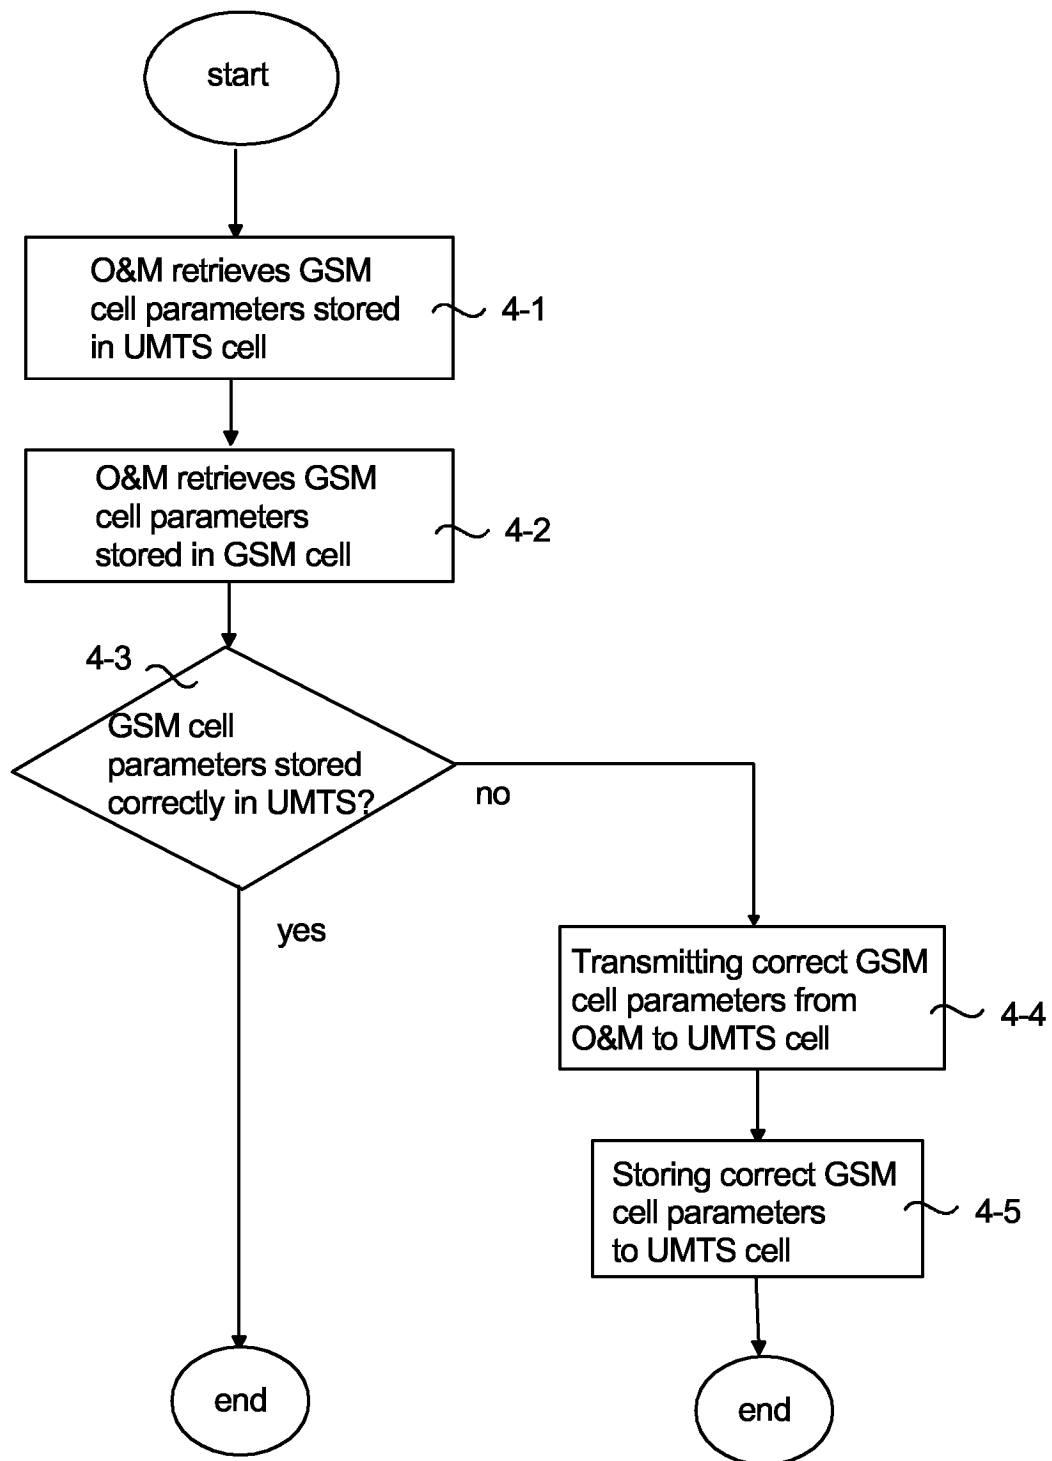 start
O&M retrieves GSM
cell parameters stored
in UMTS cell
4-1
O&M retrieves GSM
cell parameters
stored in GSM cell
4-2
4-3
GSM cell
parameters stored
correctly in UMTS?
no
yes
Transmitting correct GSM
cell parameters from
O&M to UMTS cell
4-4
Storing correct GSM
cell parameters
to UMTS cell
4-5
end
end